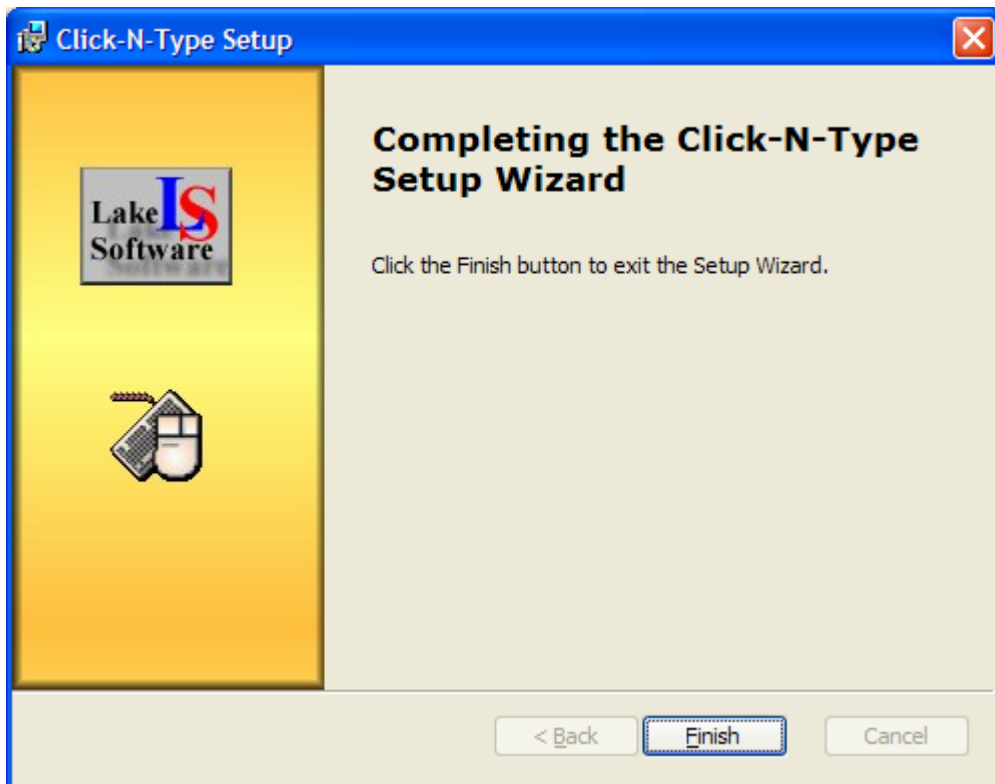 Click-N-Type Setup
Lake LS
Software
Completing the Click-N-Type
Setup Wizard
Click the Finish button to exit the Setup Wizard.
< Back
Finish
Cancel